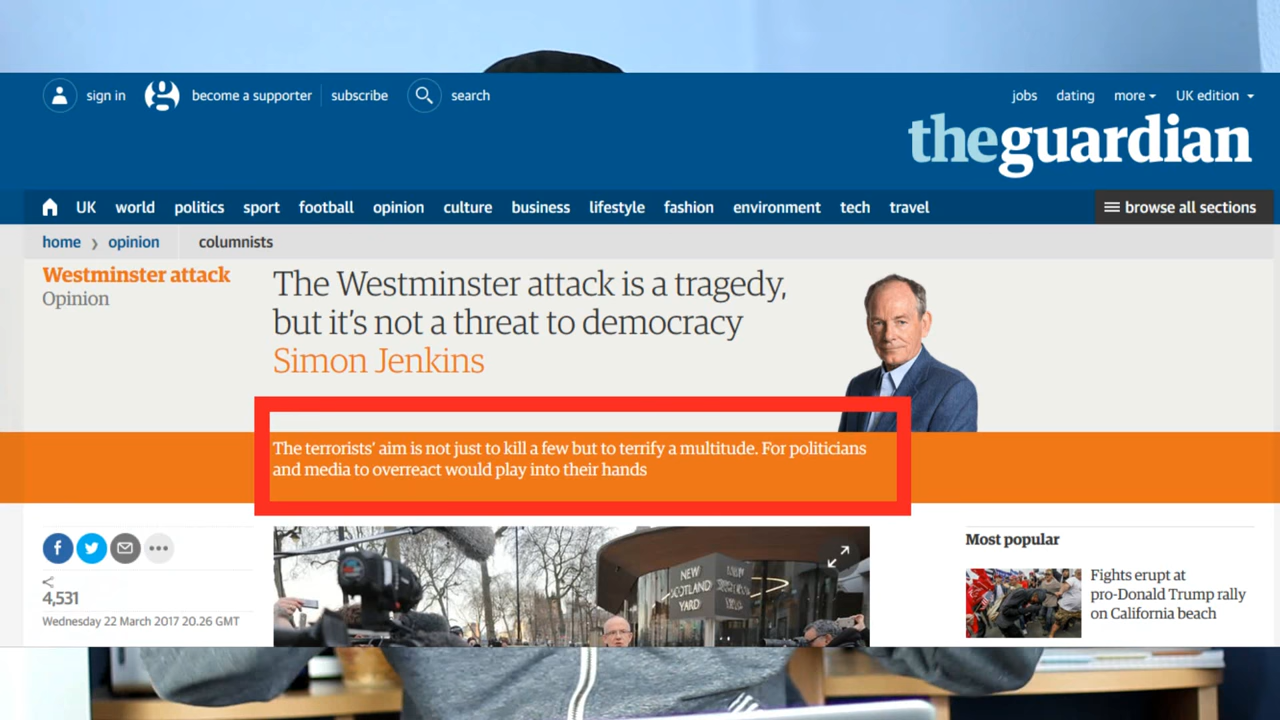 sign in
become a supporter
subscribe
search
jobs
dating
more
UK edition
theguardian
UK
world
politics
sport
football
opinion
culture
business
lifestyle
fashion
environment
tech
travel
browse all sections
home
opinion
columnists
Westminster attack
Opinion
The Westminster attack is a tragedy,
but it's not a threat to democracy
Simon Jenkins
The terrorists' aim is not just to kill a few but to terrify a multitude. For politicians
and media to overreact would play into their hands
4,531
Wednesday 22 March 2017 20.26 GMT
NEW
SCOTLAND
YARD
Most popular
Fights erupt at
pro-Donald Trump rally
on California beach